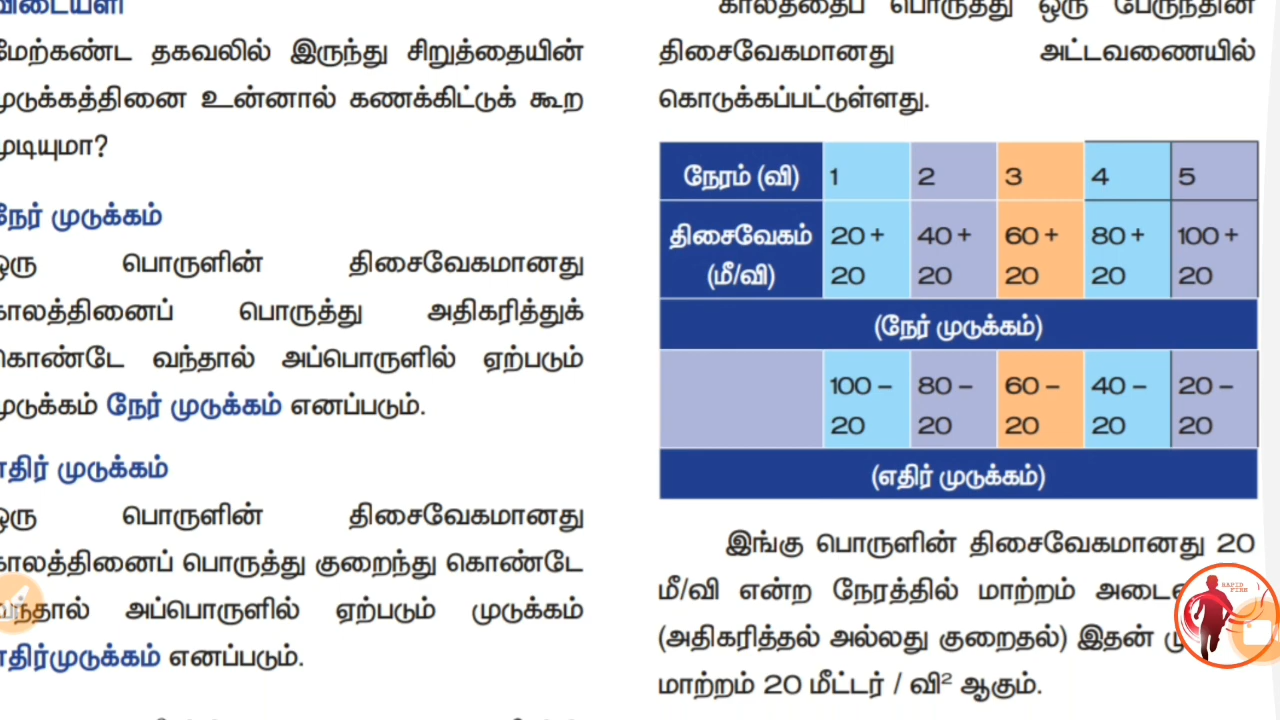 விடையளி
மேற்கண்ட தகவலில் இருந்து சிறுத்தையின்
முடுக்கத்தினை உன்னால் கணக்கிட்டுக் கூற
முடியுமா?
நேர் முடுக்கம்
ஒரு பொருளின் திசைவேகமானது
காலத்தினைப் பொருத்து அதிகரித்துக்
கொண்டே வந்தால் அப்பொருளில் ஏற்படும்
முடுக்கம் நேர் முடுக்கம் எனப்படும்.
எதிர் முடுக்கம்
ஒரு பொருளின் திசைவேகமானது
காலத்தினைப் பொருத்து குறைந்து கொண்டே
வந்தால் அப்பொருளில் ஏற்படும் முடுக்கம்
எதிர்முடுக்கம் எனப்படும்.
காலத்தைப் பொருத்து ஒரு பேருந்தின்
திசைவேகமானது அட்டவணையில்
கொடுக்கப்பட்டுள்ளது.
நேரம் (வி) 1 2 3 4 5
திசைவேகம் 20 + 40 + 60 + 80 + 100 +
(மீ/வி) 20 20 20 20 20
(நேர் முடுக்கம்)
100 – 80 – 60 – 40 – 20 –
20 20 20 20 20
(எதிர் முடுக்கம்)
இங்கு பொருளின் திசைவேகமானது 20
மீ/வி என்ற நேரத்தில் மாற்றம்
(அதிகரித்தல் அல்லது குறைதல்) இதன்
மாற்றம் 20 மீட்டர் / வி² ஆகும்.
RAPID
FIRE